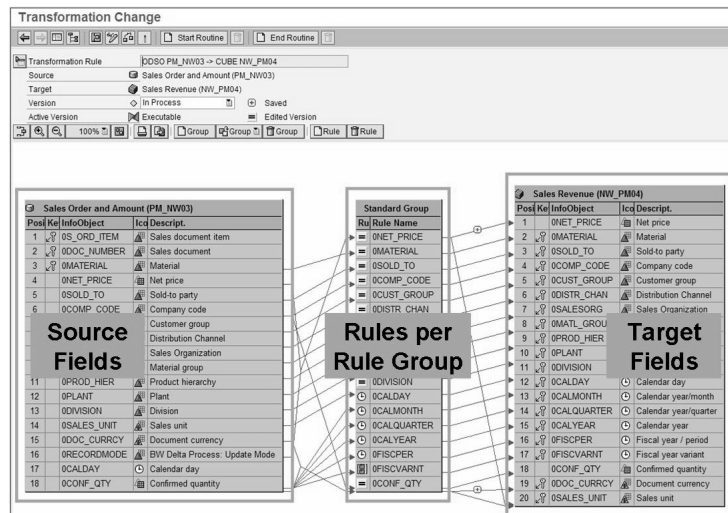 Transformation Change
Start Routine End Routine
Transformation Rule ODSO PM_NW03 -> CUBE NW_PM04
Source Sales Order and Amount (PM_NW03)
Target Sales Revenue (NW_PM04)
Version In Process Saved
Active Version Executable Edited Version
100% Group Group Group Rule Rule
Sales Order and Amount (PM_NW03)
Posi Ke InfoObject Ico Descript.
1 0S_ORD_ITEM Sales document item
2 0DOC_NUMBER Sales document
3 0MATERIAL Material
4 0NET_PRICE Net price
5 0SOLD_TO Sold-to party
6 0COMP_CODE Company code
Customer group
Distribution Channel
Sales Organization
Material group
11 0PROD_HIER Product hierarchy
12 0PLANT Plant
13 0DIVISION Division
14 0SALES_UNIT Sales unit
15 0DOC_CURRCY Document currency
16 0RECORDMODE BW Delta Process: Update Mode
17 0CALDAY Calendar day
18 0CONF_QTY Confirmed quantity
Source
Fields
Standard Group
Ru Rule Name
0NET_PRICE
0MATERIAL
0SOLD_TO
0COMP_CODE
0CUST_GROUP
0DISTR_CHAN
Rules per
Rule Group
0DIVISION
0CALDAY
0CALMONTH
0CALQUARTER
0CALYEAR
0FISCPER
0FISCVARNT
0CONF_QTY
Sales Revenue (NW_PM04)
Posi Ke InfoObject Ico Descript.
1 0NET_PRICE Net price
2 0MATERIAL Material
3 0SOLD_TO Sold-to party
4 0COMP_CODE Company code
5 0CUST_GROUP Customer group
6 0DISTR_CHAN Distribution Channel
7 0SALESORG Sales Organization
8 0MATL_GROU
9 0PROD_HIER
10 0PLANT
11 0DIVISION
12 0CALDAY Calendar day
13 0CALMONTH Calendar year/month
14 0CALQUARTER Calendar year/quarter
15 0CALYEAR Calendar year
16 0FISCPER Fiscal year / period
17 0FISCVARNT Fiscal year variant
18 0CONF_QTY Confirmed quantity
19 0DOC_CURRCY Document currency
20 0SALES_UNIT Sales unit
Target
Fields